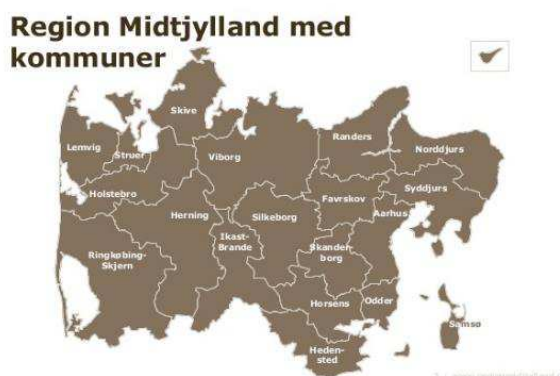 Region Midtjylland med
kommuner
Skive
Lemvig
Struer
Viborg
Randers
Norddjurs
Holstebro
Syddjurs
Favrskov
Aarhus
Herning
Silkeborg
Ikast-
Brande
Skander
borg
Ringkøbing-
Skjern
Horsens
Odder
Samsø
Heden-
sted